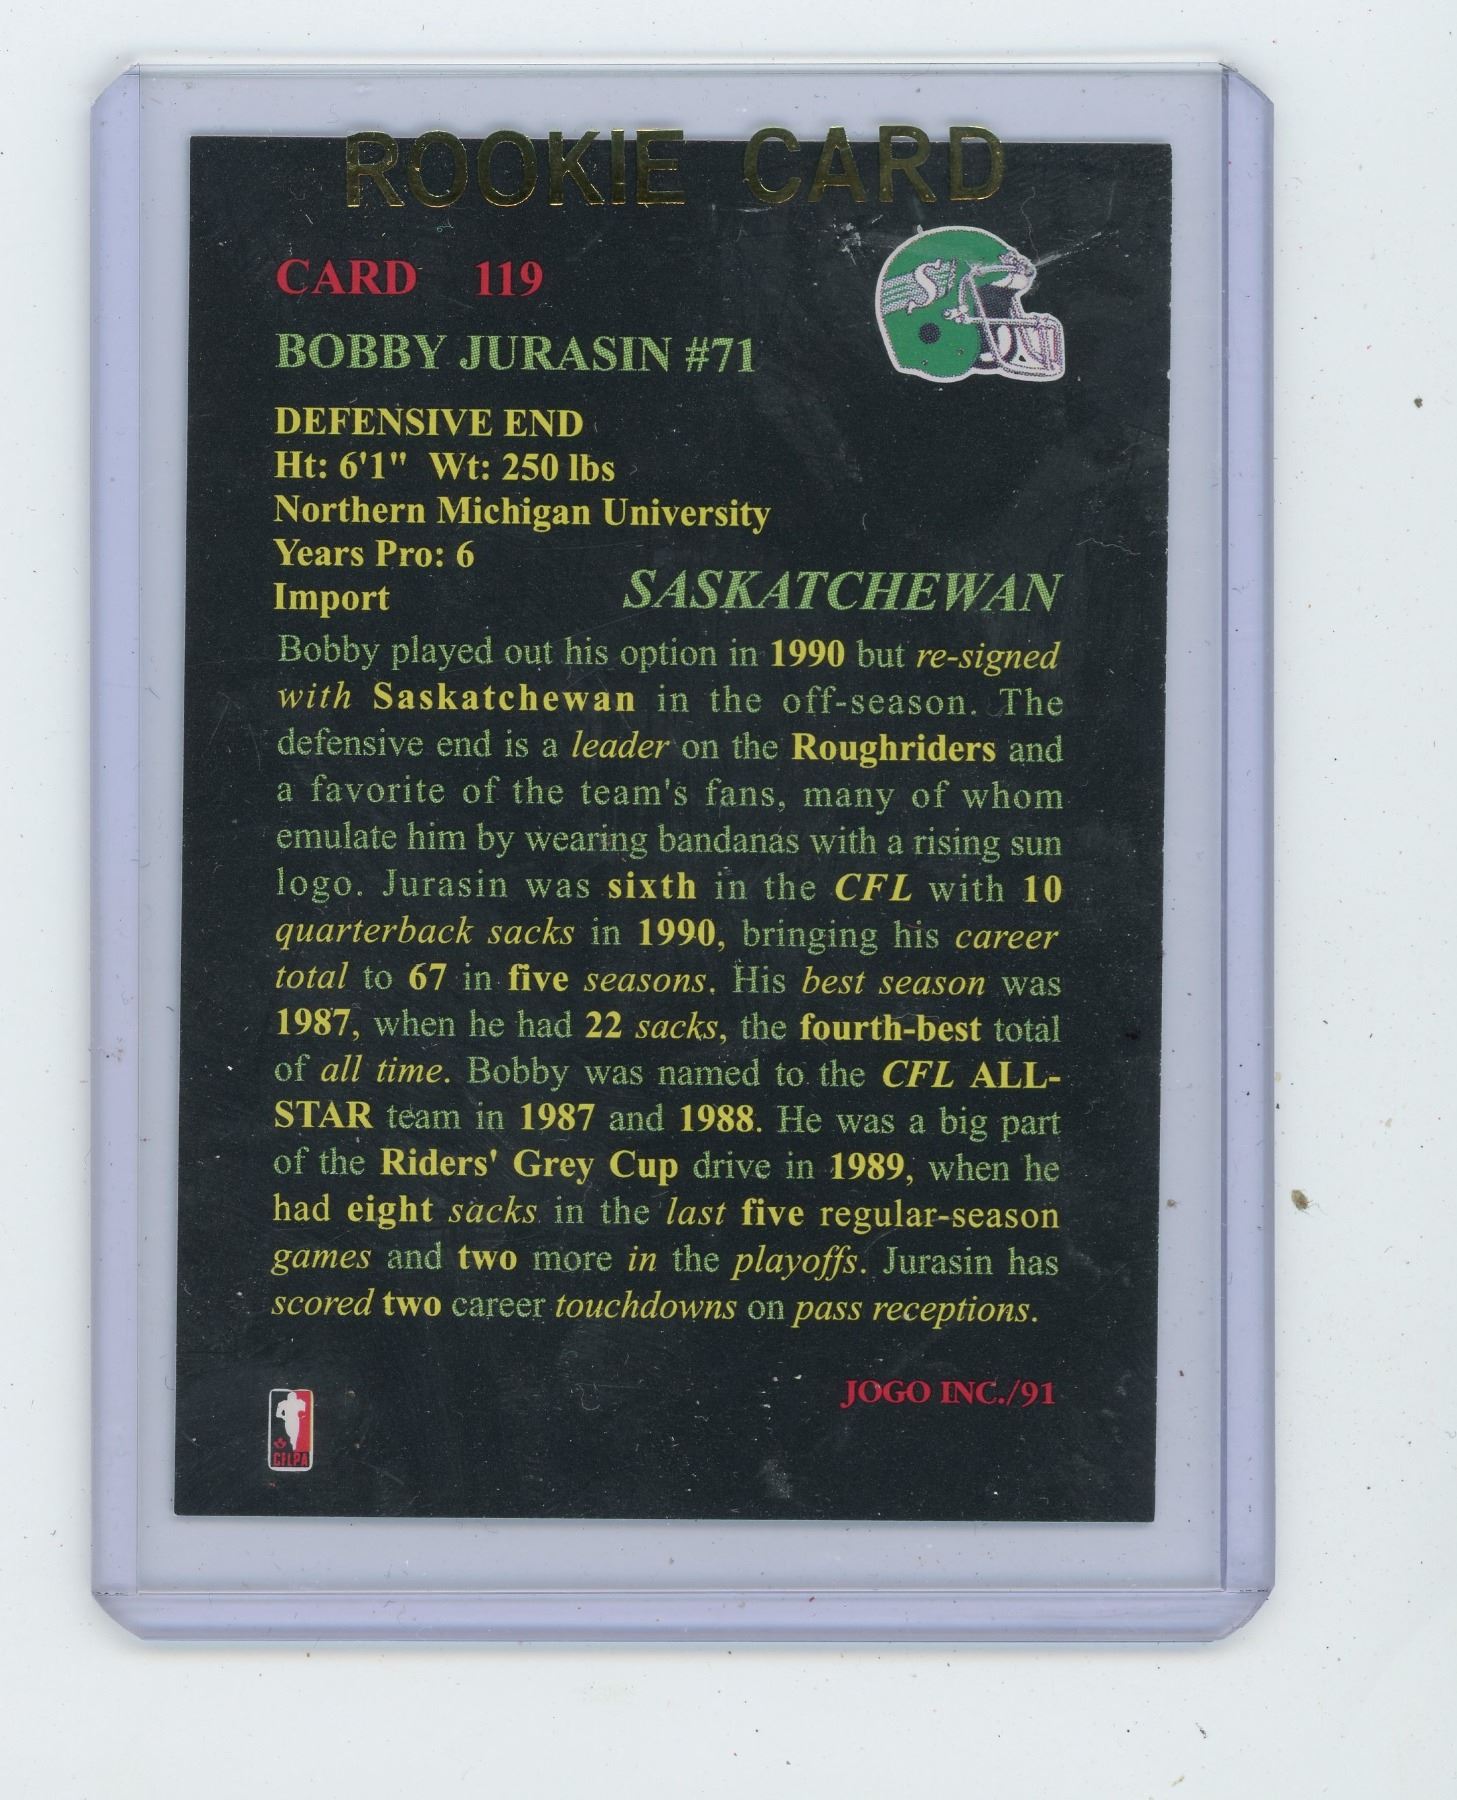 ROOKIE CARD
CARD 119
BOBBY JURASIN #71
DEFENSIVE END
Ht: 6'1" Wt: 250 lbs
Northern Michigan University
Years Pro: 6
Import
SASKATCHEWAN
Bobby played out his option in 1990 but re-signed
with Saskatchewan in the off-season. The
defensive end is a leader on the Roughriders and
a favorite of the team's fans, many of whom
emulate him by wearing bandanas with a rising sun
logo. Jurasin was sixth in the CFL with 10
quarterback sacks in 1990, bringing his career
total to 67 in five seasons. His best season was
1987, when he had 22 sacks, the fourth-best total
of all time. Bobby was named to the CFL ALL-
STAR team in 1987 and 1988. He was a big part
of the Riders' Grey Cup drive in 1989, when he
had eight sacks in the last five regular-season
games and two more in the playoffs. Jurasin has
scored two career touchdowns on pass receptions.
JOGO INC./91
CFLPA